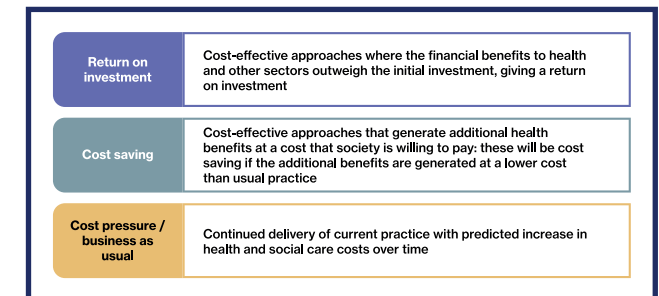 Return on
investment
Cost-effective approaches where the financial benefits to health
and other sectors outweigh the initial investment, giving a return
on investment
Cost saving
Cost-effective approaches that generate additional health
benefits at a cost that society is willing to pay: these will be cost
saving if the additional benefits are generated at a lower cost
than usual practice
Cost pressure /
business as
usual
Continued delivery of current practice with predicted increase in
health and social care costs over time